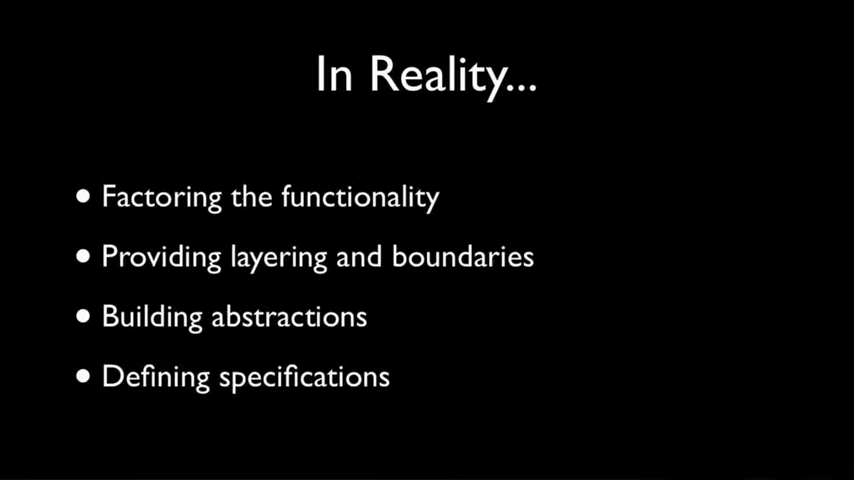 In Reality...
• Factoring the functionality
• Providing layering and boundaries
• Building abstractions
• Defining specifications